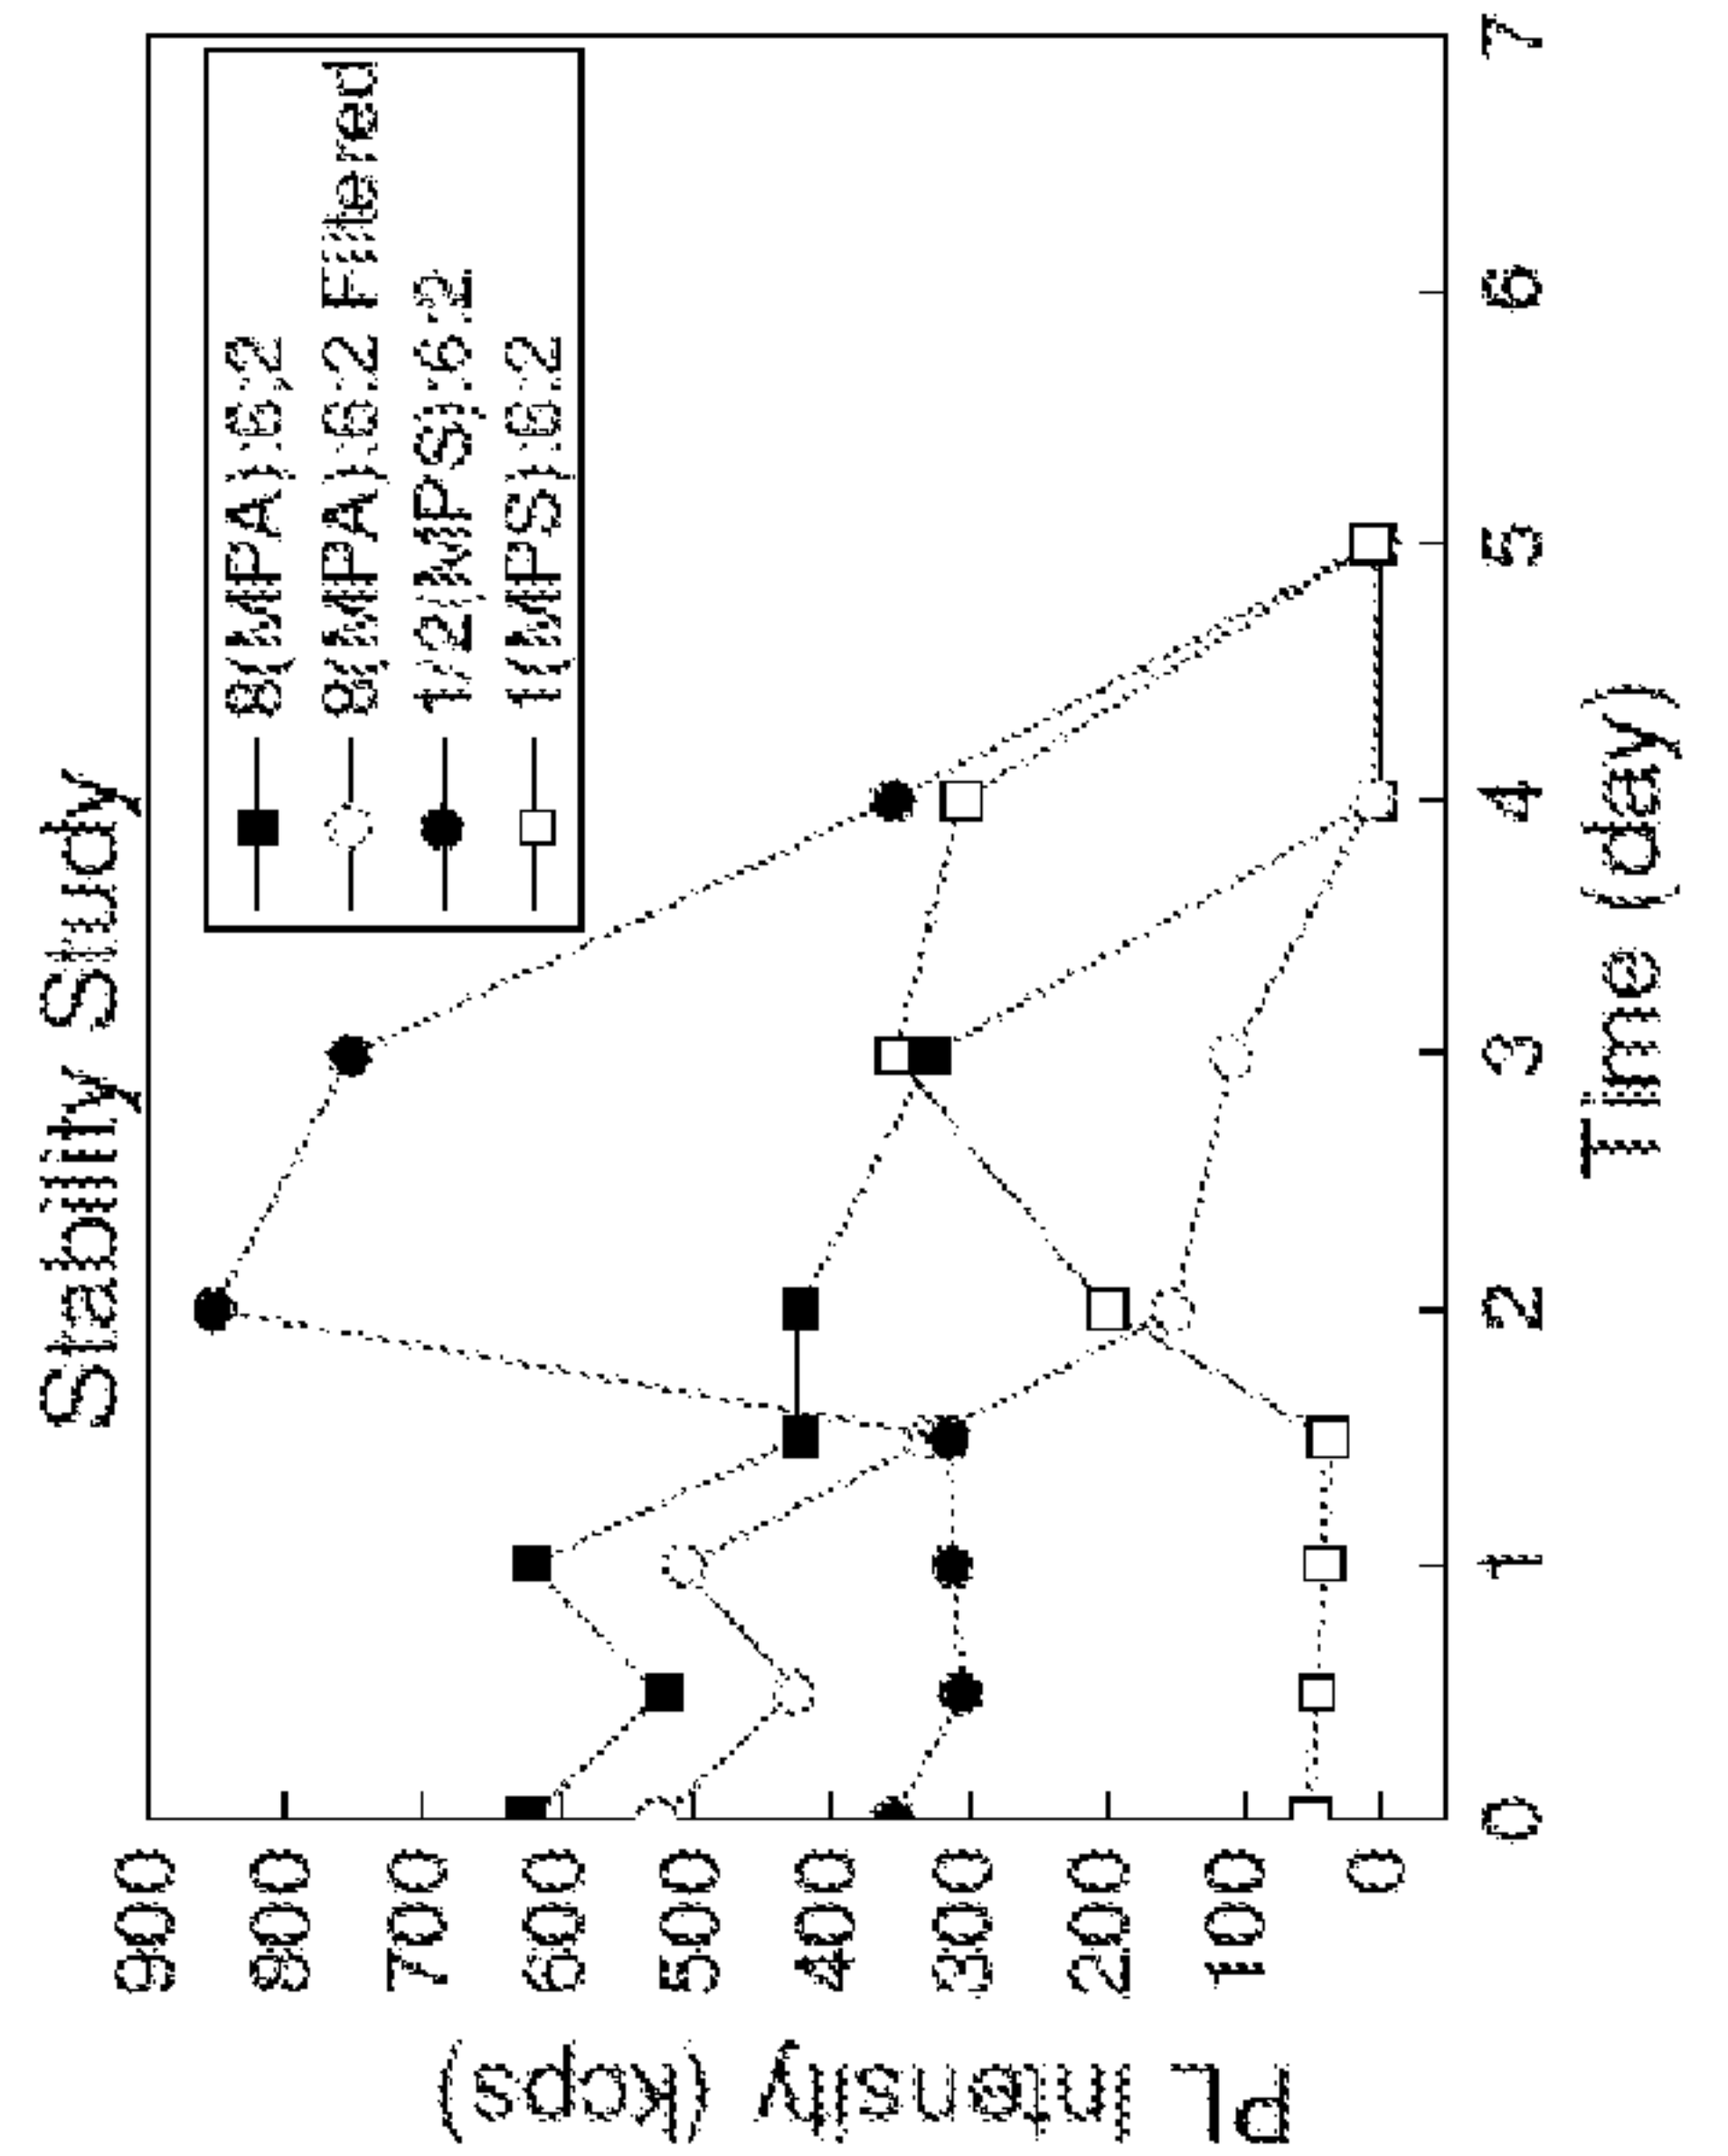 Stability Study
8(MPA):6:2
8(MPA):6:2 Filtered
1/2(MPS):6:2
1(MPS):6:2
PL Intensity (kcps)
900
800
700
600
500
400
300
200
100
0
0 1 2 3 4 5 6 7
Time (day)